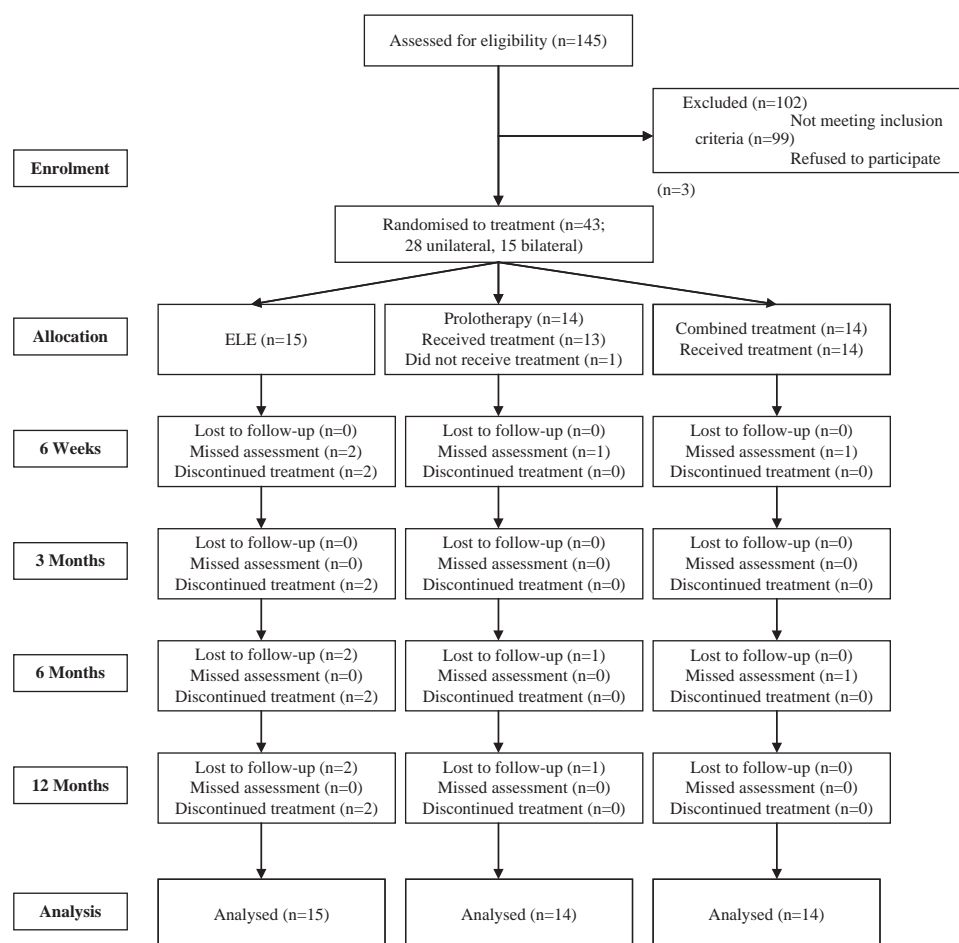 Assessed for eligibility (n=145)
Excluded (n=102)
Not meeting inclusion
criteria (n=99)
Refused to participate
(n=3)
Enrolment
Randomised to treatment (n=43;
28 unilateral, 15 bilateral)
Allocation
ELE (n=15)
Prolotherapy (n=14)
Received treatment (n=13)
Did not receive treatment (n=1)
Combined treatment (n=14)
Received treatment (n=14)
6 Weeks
Lost to follow-up (n=0)
Missed assessment (n=2)
Discontinued treatment (n=2)
Lost to follow-up (n=0)
Missed assessment (n=1)
Discontinued treatment (n=0)
Lost to follow-up (n=0)
Missed assessment (n=1)
Discontinued treatment (n=0)
3 Months
Lost to follow-up (n=0)
Missed assessment (n=0)
Discontinued treatment (n=2)
Lost to follow-up (n=0)
Missed assessment (n=0)
Discontinued treatment (n=0)
Lost to follow-up (n=0)
Missed assessment (n=0)
Discontinued treatment (n=0)
6 Months
Lost to follow-up (n=2)
Missed assessment (n=0)
Discontinued treatment (n=2)
Lost to follow-up (n=1)
Missed assessment (n=0)
Discontinued treatment (n=0)
Lost to follow-up (n=0)
Missed assessment (n=1)
Discontinued treatment (n=0)
12 Months
Lost to follow-up (n=2)
Missed assessment (n=0)
Discontinued treatment (n=2)
Lost to follow-up (n=1)
Missed assessment (n=0)
Discontinued treatment (n=0)
Lost to follow-up (n=0)
Missed assessment (n=0)
Discontinued treatment (n=0)
Analysis
Analysed (n=15)
Analysed (n=14)
Analysed (n=14)